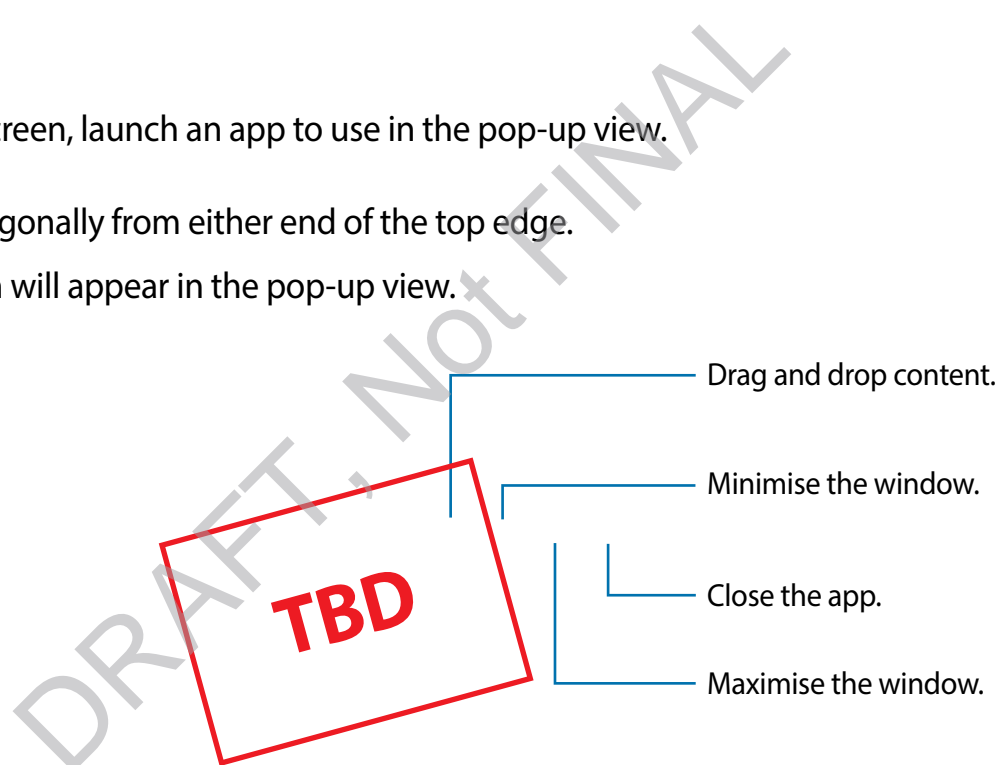 launch an app to use in the pop-up view.
from either end of the top edge.
will appear in the pop-up view.
Drag and drop content.
Minimise the window.
TBD
Close the app.
Maximise the window.
DRAFT, Not FINAL